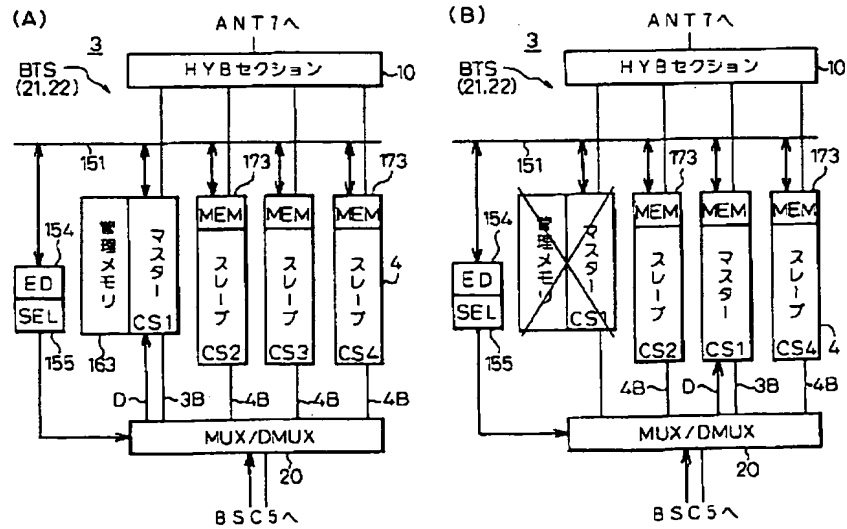 (A)
ANT7へ
3
BTS
(21.22)
HYBセクション
10
151
173
173
154
ED
SEL
155
管理メモリ
163
マスター
CS1
MEM
スレーブ
CS2
MEM
スレーブ
CS3
MEM
スレーブ
CS4
4
D
3B
4B
4B
4B
MUX/DMUX
20
BSC5へ
(B)
ANT7へ
3
BTS
(21.22)
HYBセクション
10
151
173
173
154
ED
SEL
155
管理メモリ
マスター
CS1
MEM
スレーブ
CS2
MEM
マスター
CS1
MEM
スレーブ
CS4
4
4B
D
3B
4B
MUX/DMUX
20
BSC5へ